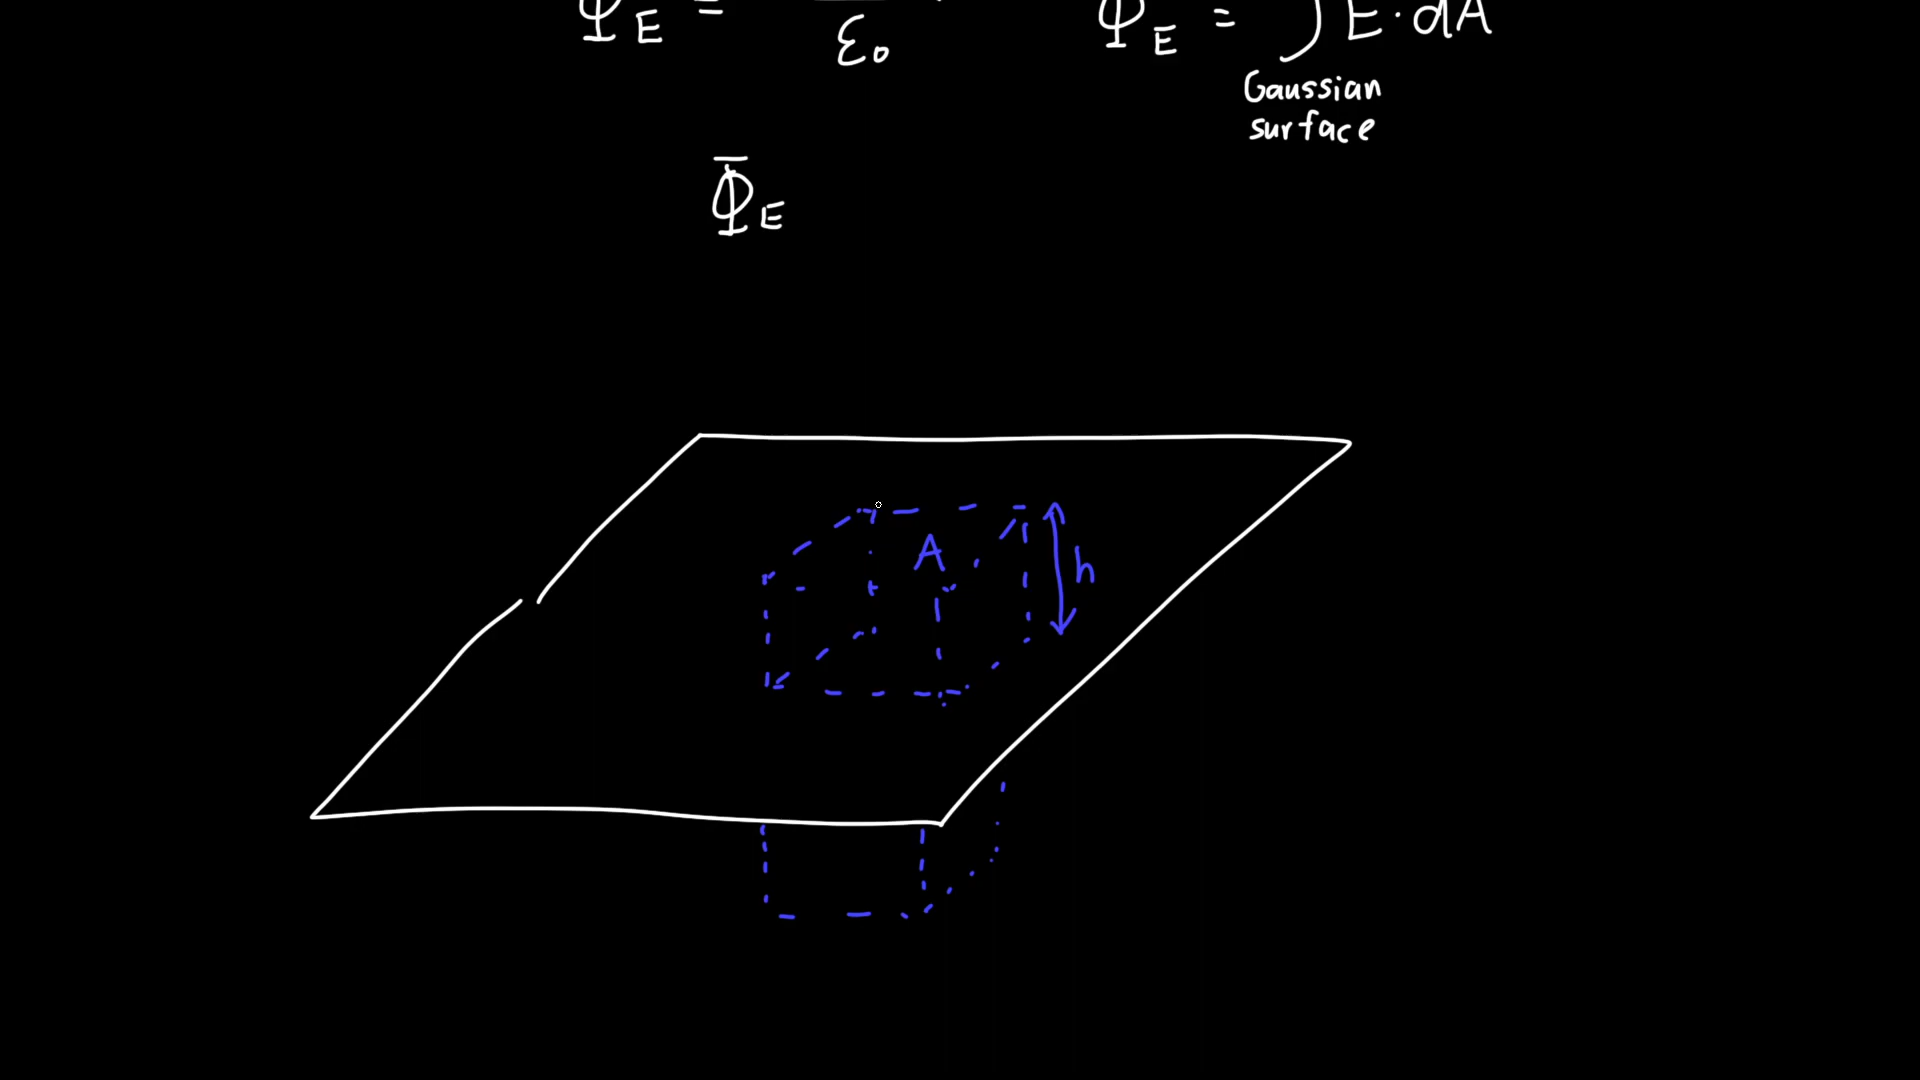 Φ_E = / ε₀
Φ_E = ∫ E · dA
Gaussian
surface
Φ_E
A
h